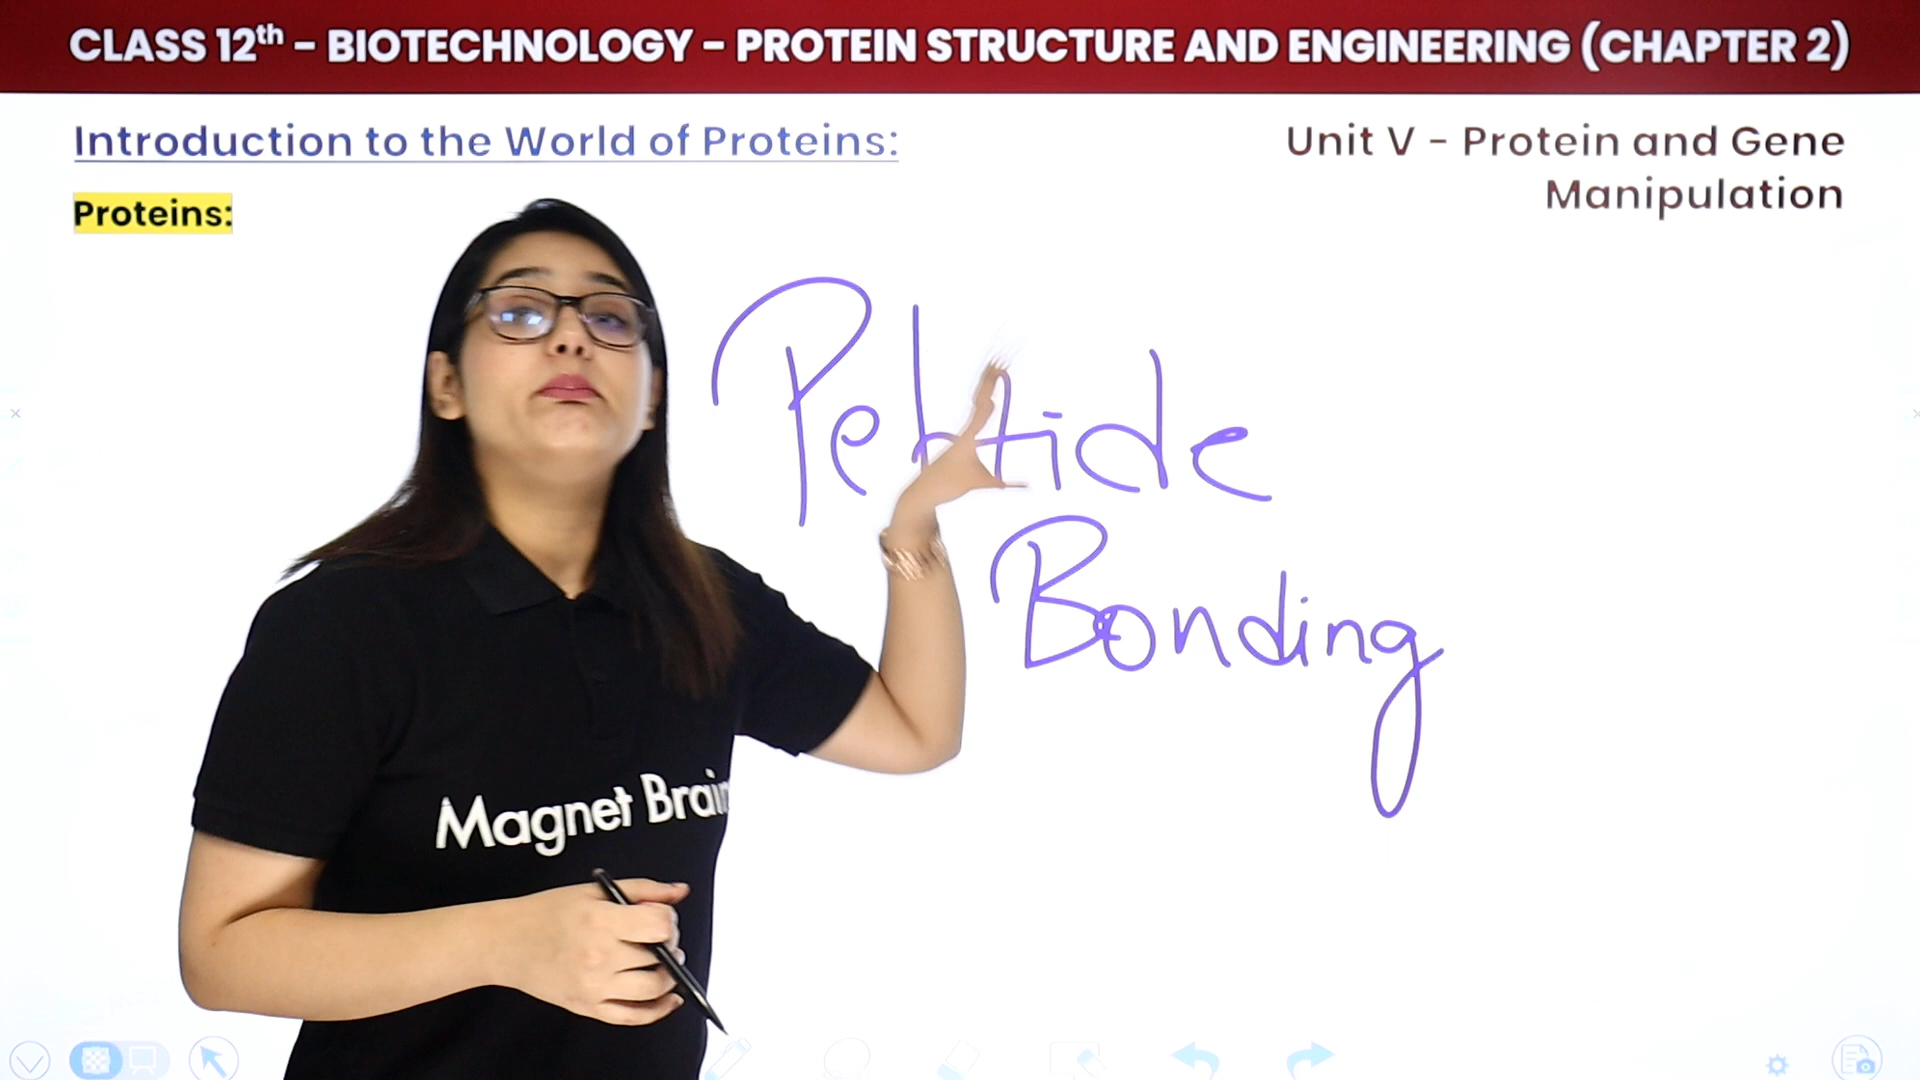 CLASS 12th – BIOTECHNOLOGY – PROTEIN STRUCTURE AND ENGINEERING (CHAPTER 2)
Introduction to the World of Proteins:
Unit V – Protein and Gene
Manipulation
Proteins:
Peptide
Bonding
Magnet Brain